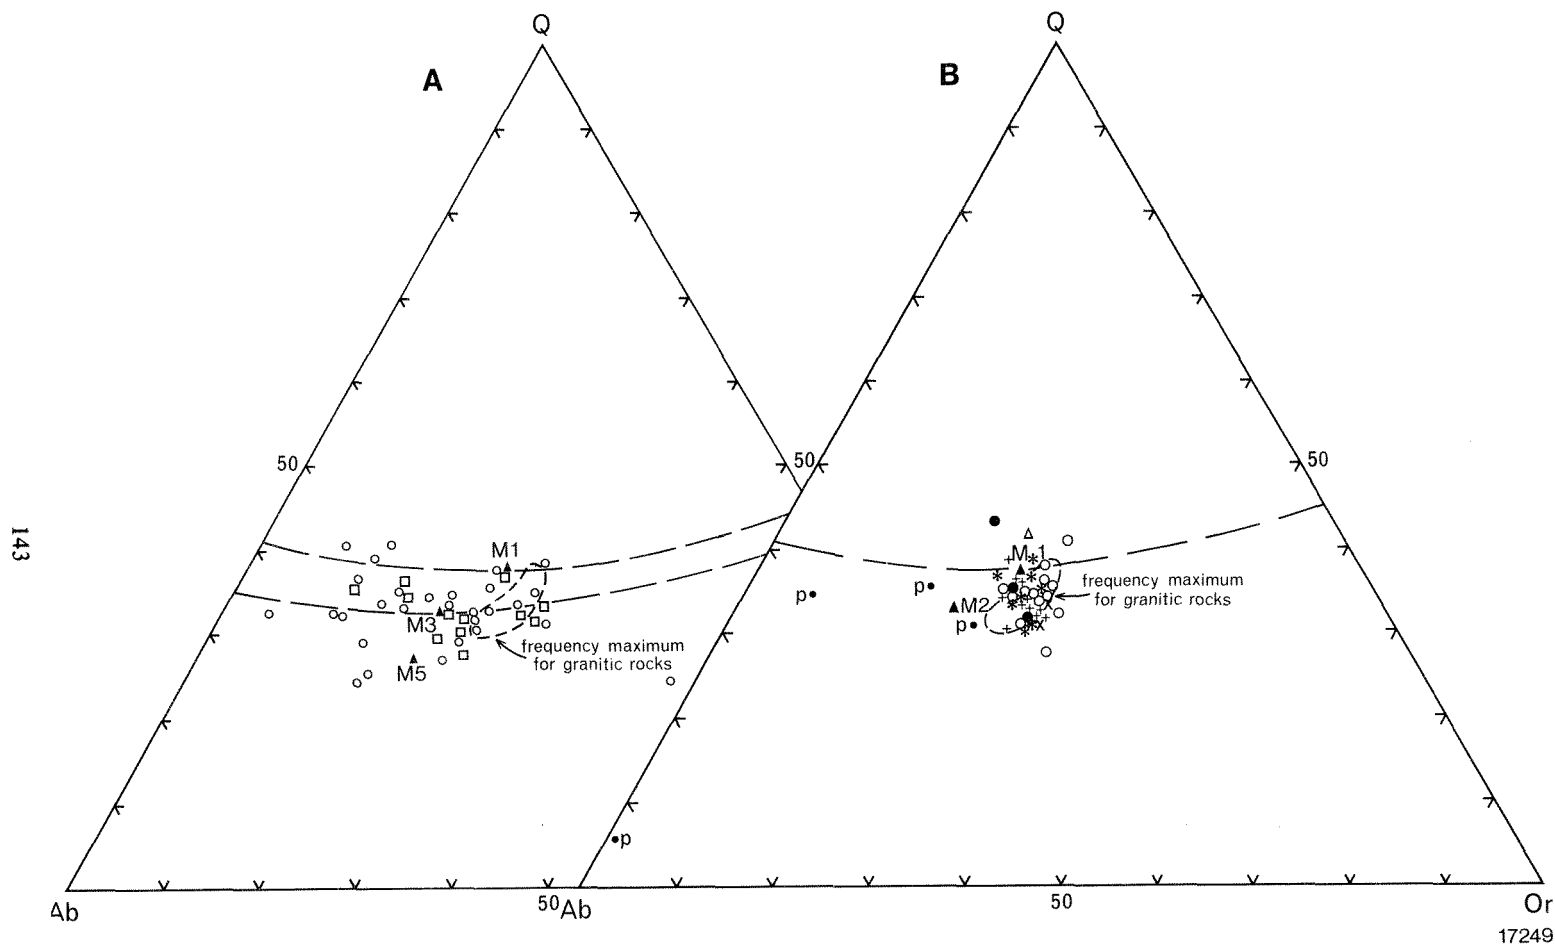 Q
Q
A
B
50
50
50
143
M1
M1
M2
M3
M5
p
p
p
p
frequency maximum
for granitic rocks
frequency maximum
for granitic rocks
Ab
50
Ab
50
Or
17249